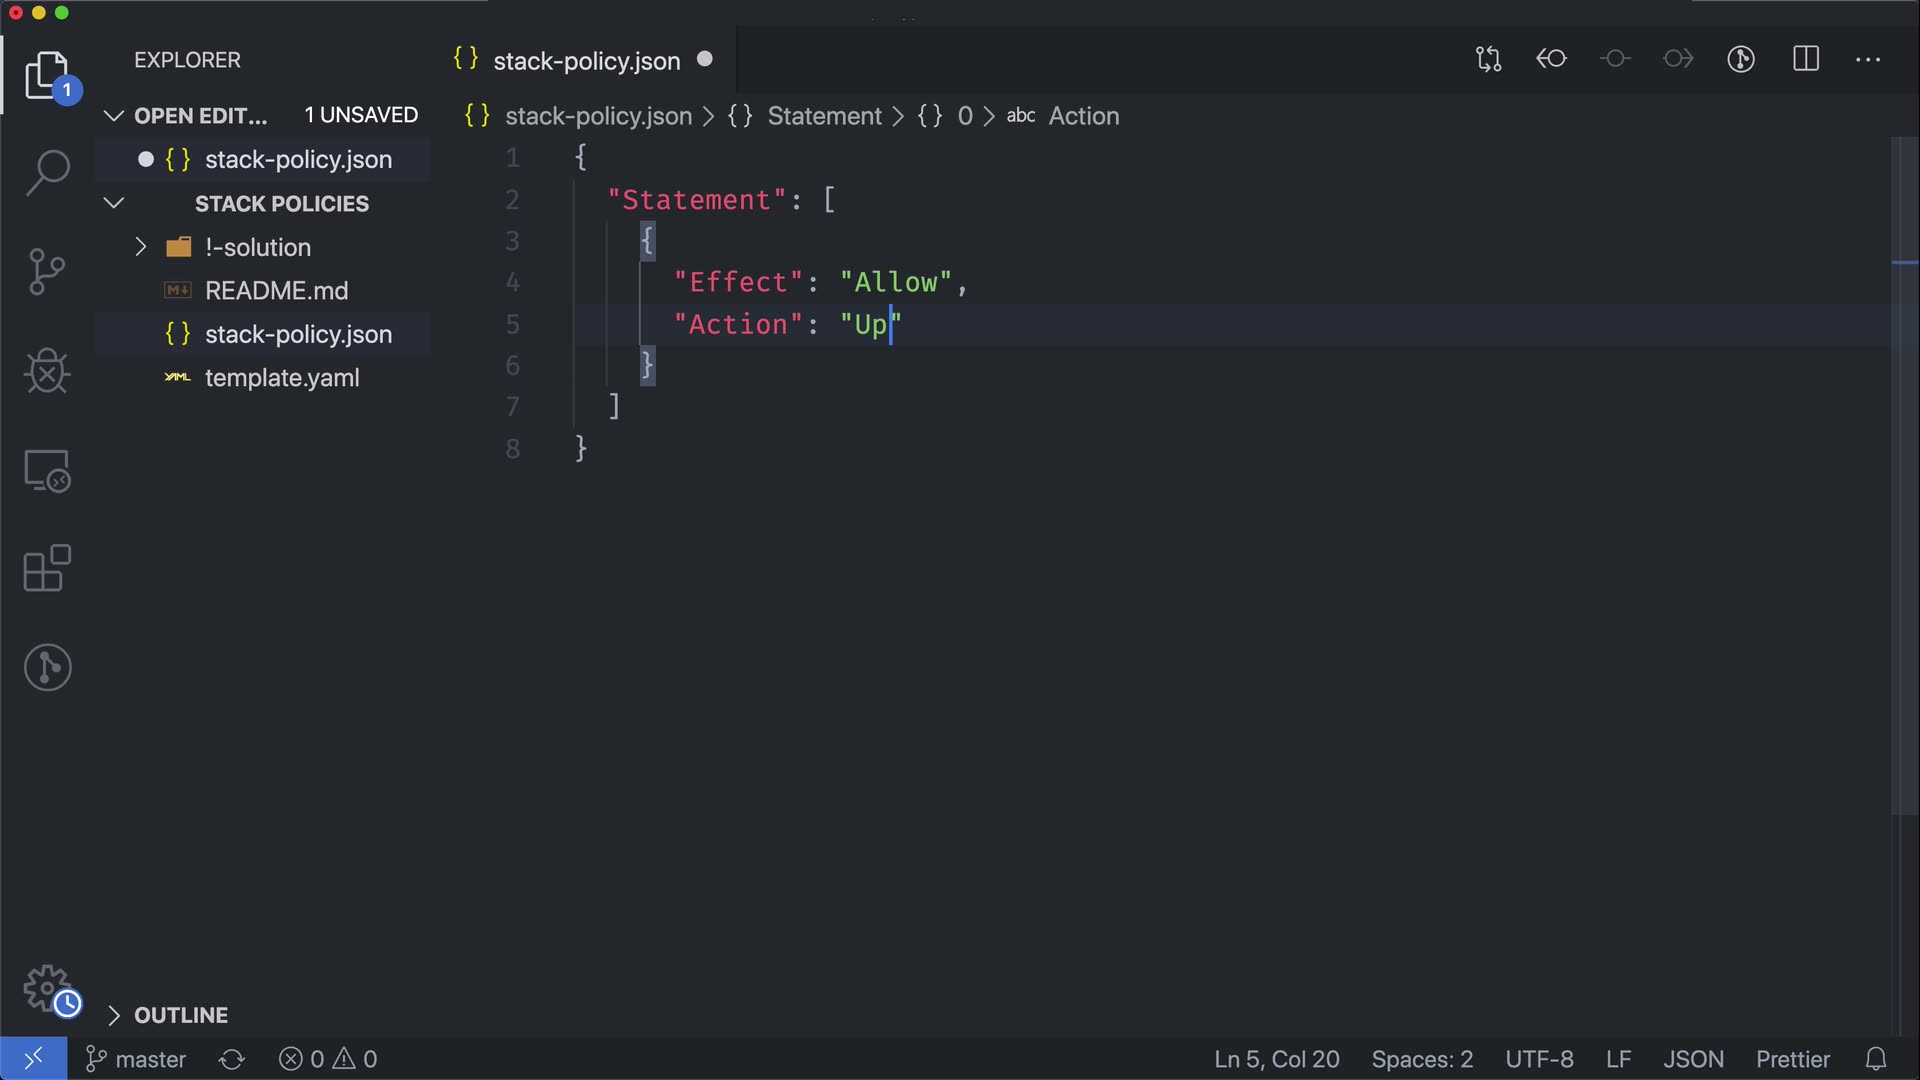 EXPLORER
1
OPEN EDIT... 1 UNSAVED
{} stack-policy.json
STACK POLICIES
!-solution
README.md
{} stack-policy.json
YAML template.yaml
OUTLINE
{} stack-policy.json
{} stack-policy.json > {} Statement > {} 0 > abc Action
1 {
2 "Statement": [
3 {
4 "Effect": "Allow",
5 "Action": "Up"
6 }
7 ]
8 }
master 0 0 Ln 5, Col 20 Spaces: 2 UTF-8 LF JSON Prettier